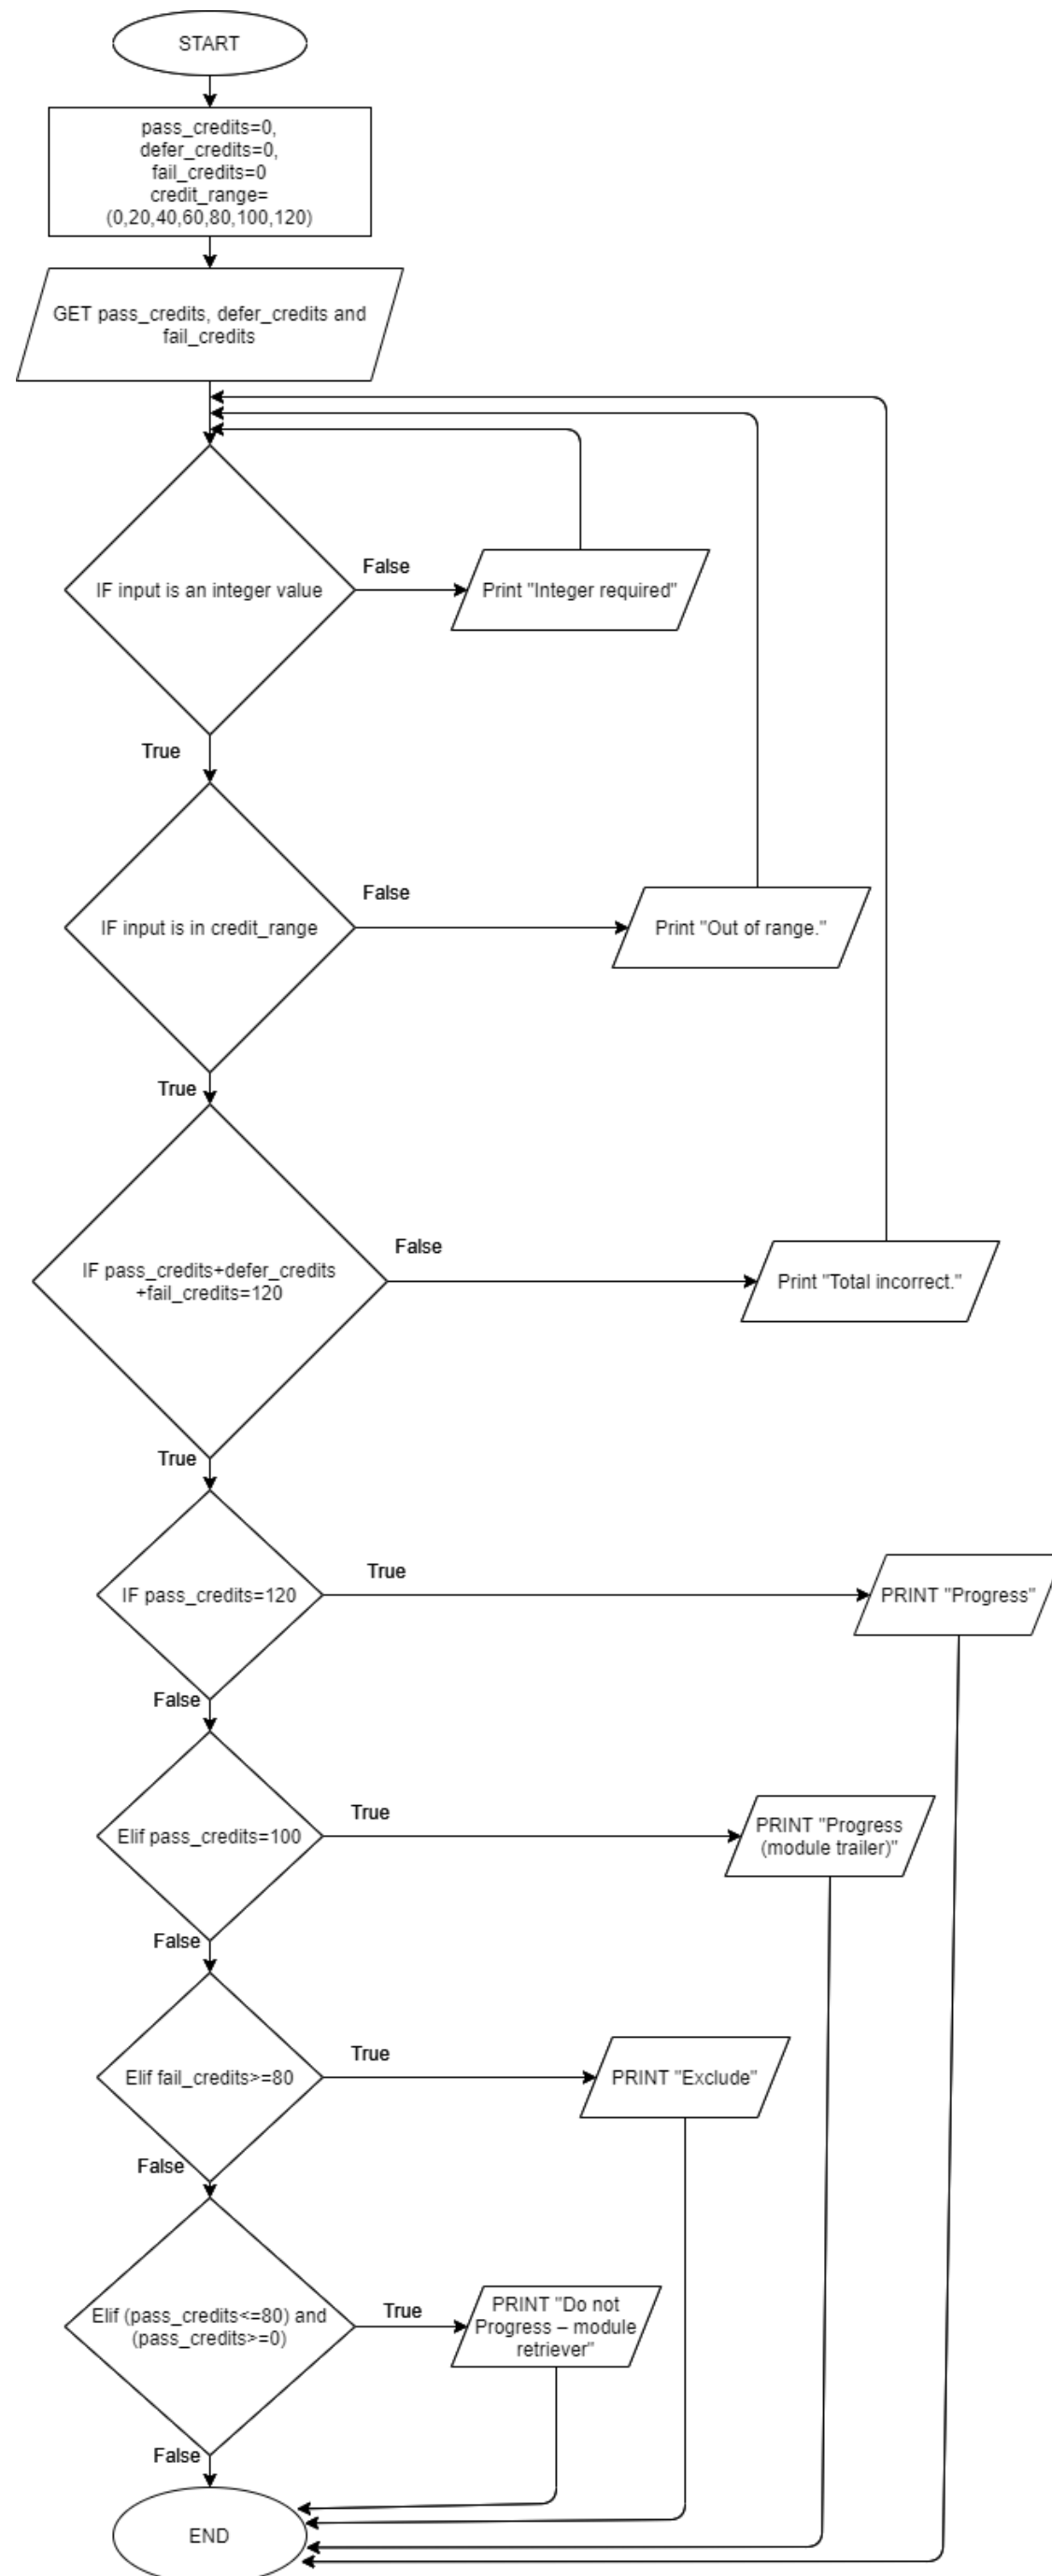 START
pass_credits=0,
defer_credits=0,
fail_credits=0
credit_range=
(0,20,40,60,80,100,120)
GET pass_credits, defer_credits and
fail_credits
IF input is an integer value
False
Print "Integer required"
True
IF input is in credit_range
False
Print "Out of range."
True
IF pass_credits+defer_credits
+fail_credits=120
False
Print "Total incorrect."
True
IF pass_credits=120
True
PRINT "Progress"
False
Elif pass_credits=100
True
PRINT "Progress
(module trailer)"
False
Elif fail_credits>=80
True
PRINT "Exclude"
False
Elif (pass_credits<=80) and
(pass_credits>=0)
True
PRINT "Do not
Progress – module
retriever"
False
END